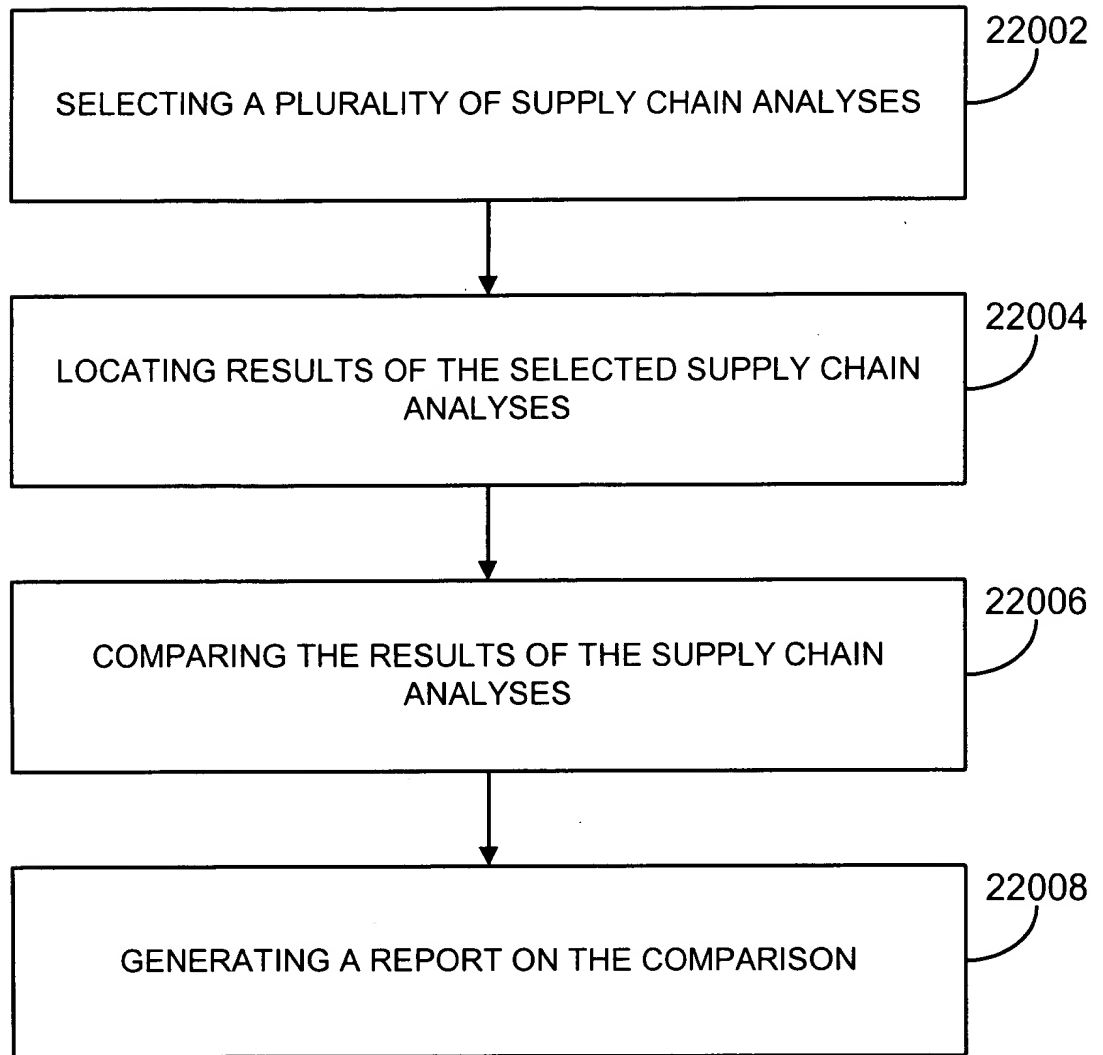 22002
SELECTING A PLURALITY OF SUPPLY CHAIN ANALYSES
22004
LOCATING RESULTS OF THE SELECTED SUPPLY CHAIN
ANALYSES
22006
COMPARING THE RESULTS OF THE SUPPLY CHAIN
ANALYSES
22008
GENERATING A REPORT ON THE COMPARISON